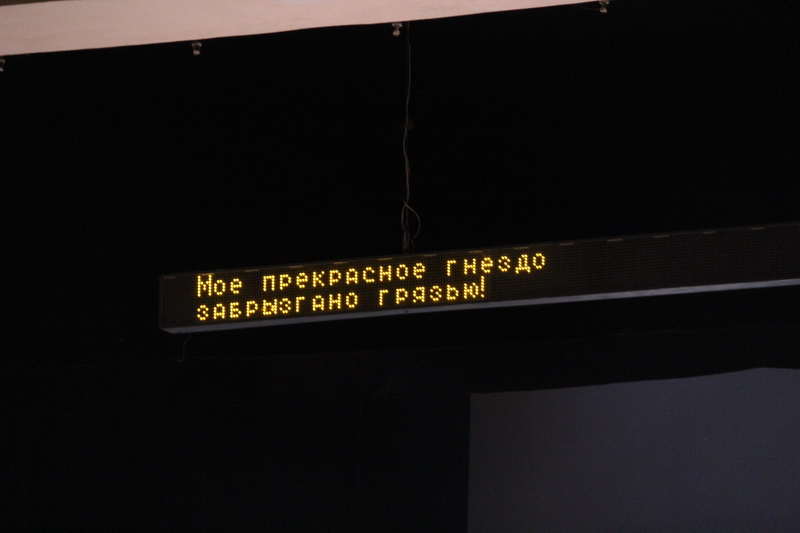 Мое прекрасное гнездо
забрызгано грязью!